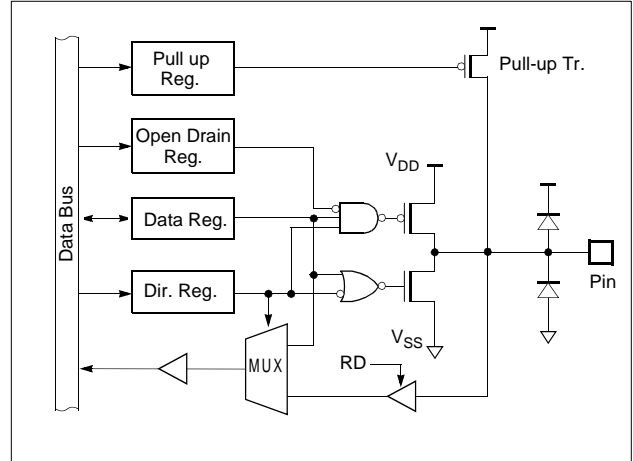 Pull up
Reg.
Pull-up Tr.
Open Drain
Reg.
VDD
Data Bus
Data Reg.
Dir. Reg.
Pin
VSS
MUX
RD